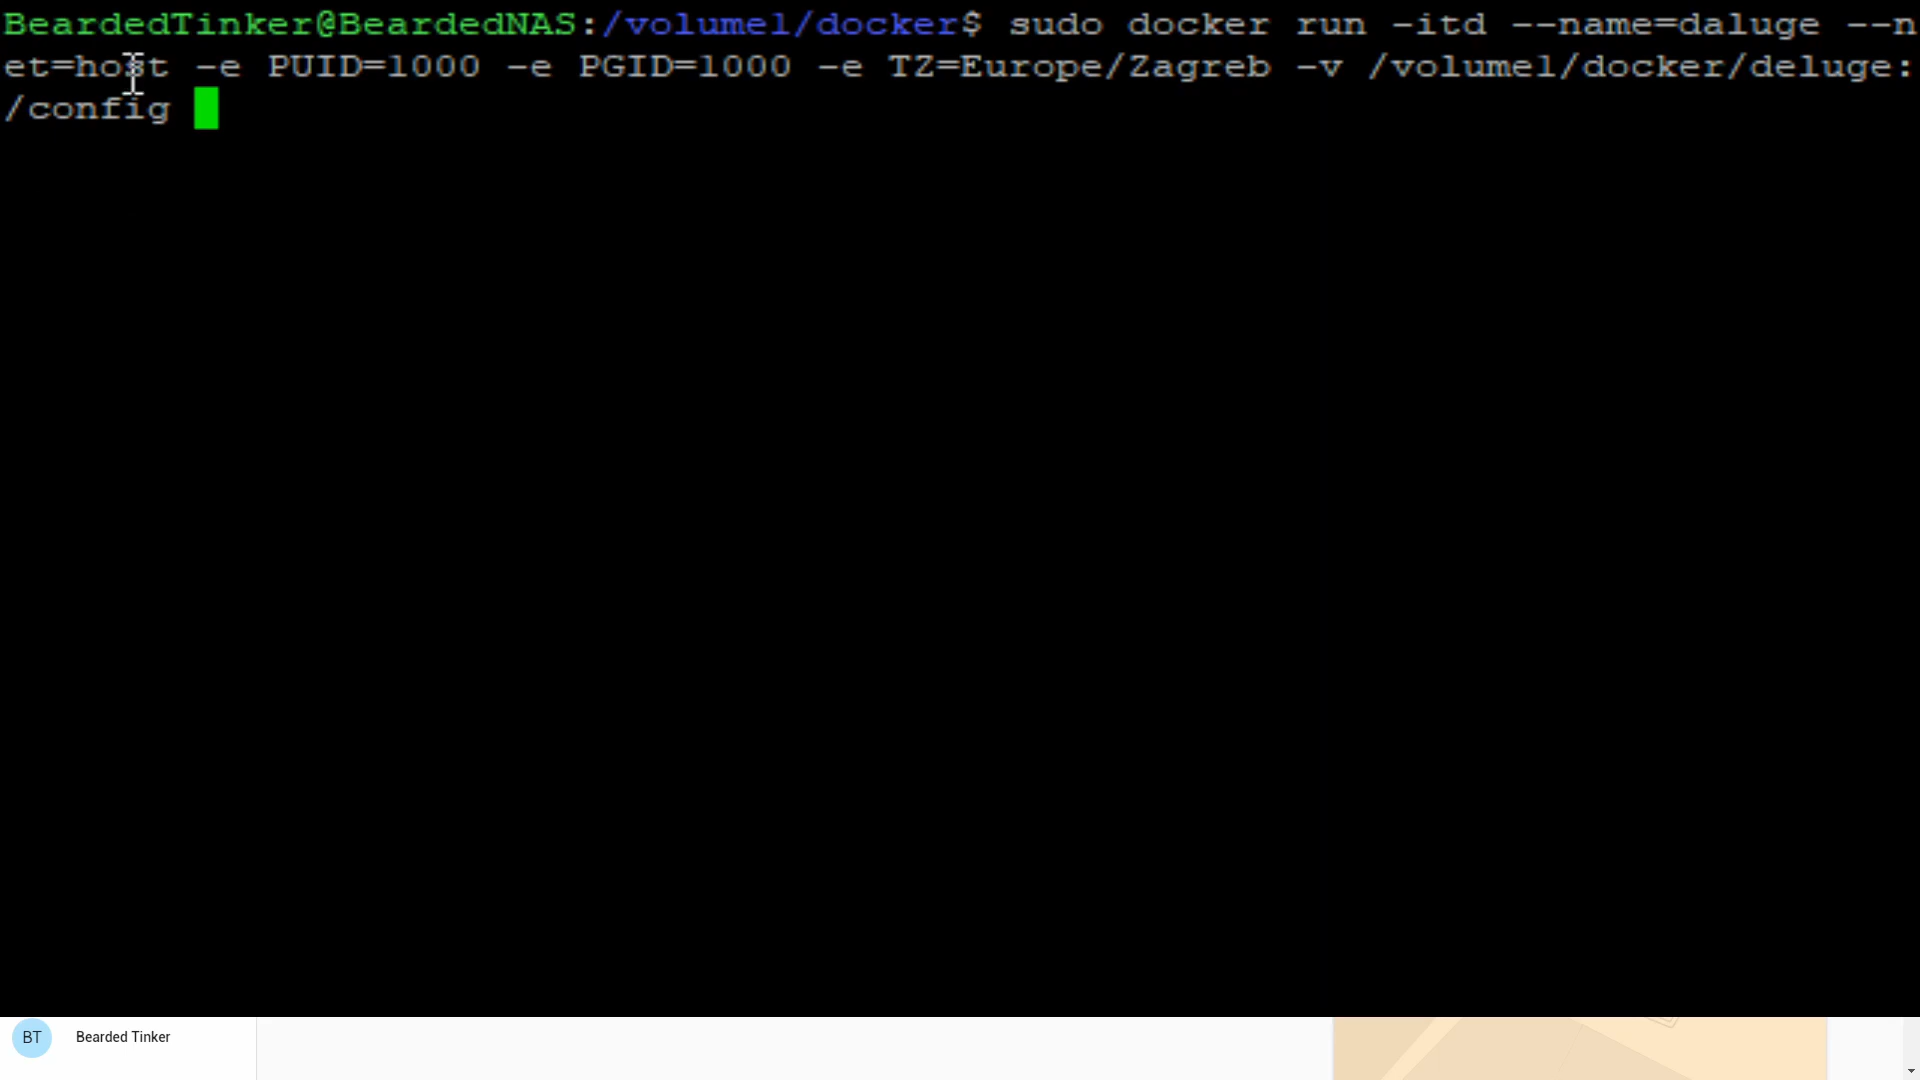 BeardedTinker@BeardedNAS:/volume1/docker$ sudo docker run -itd --name=daluge --n
et=host -e PUID=1000 -e PGID=1000 -e TZ=Europe/Zagreb -v /volume1/docker/deluge:
/config
BT Bearded Tinker